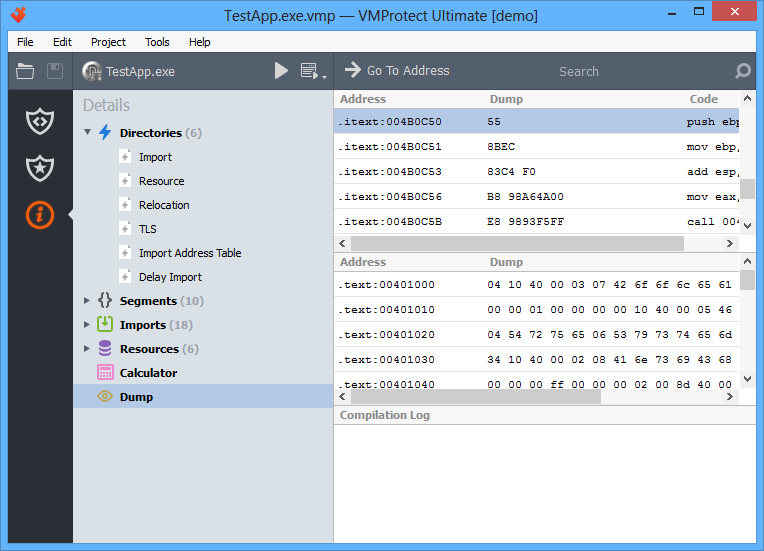 TestApp.exe.vmp — VMProtect Ultimate [demo]
File Edit Project Tools Help
TestApp.exe
Go To Address
Search
Details
Directories (6)
Import
Resource
Relocation
TLS
Import Address Table
Delay Import
Segments (10)
Imports (18)
Resources (6)
Calculator
Dump
Address Dump Code
.itext:004B0C50 55 push ebp
.itext:004B0C51 8BEC mov ebp,
.itext:004B0C53 83C4 F0 add esp,
.itext:004B0C56 B8 98A64A00 mov eax,
.itext:004B0C5B E8 9893F5FF call 004
Address Dump
.text:00401000 04 10 40 00 03 07 42 6f 6f 6c 65 61
.text:00401010 00 00 01 00 00 00 00 10 40 00 05 46
.text:00401020 04 54 72 75 65 06 53 79 73 74 65 6d
.text:00401030 34 10 40 00 02 08 41 6e 73 69 43 68
.text:00401040 00 00 00 ff 00 00 00 02 00 8d 40 00
Compilation Log